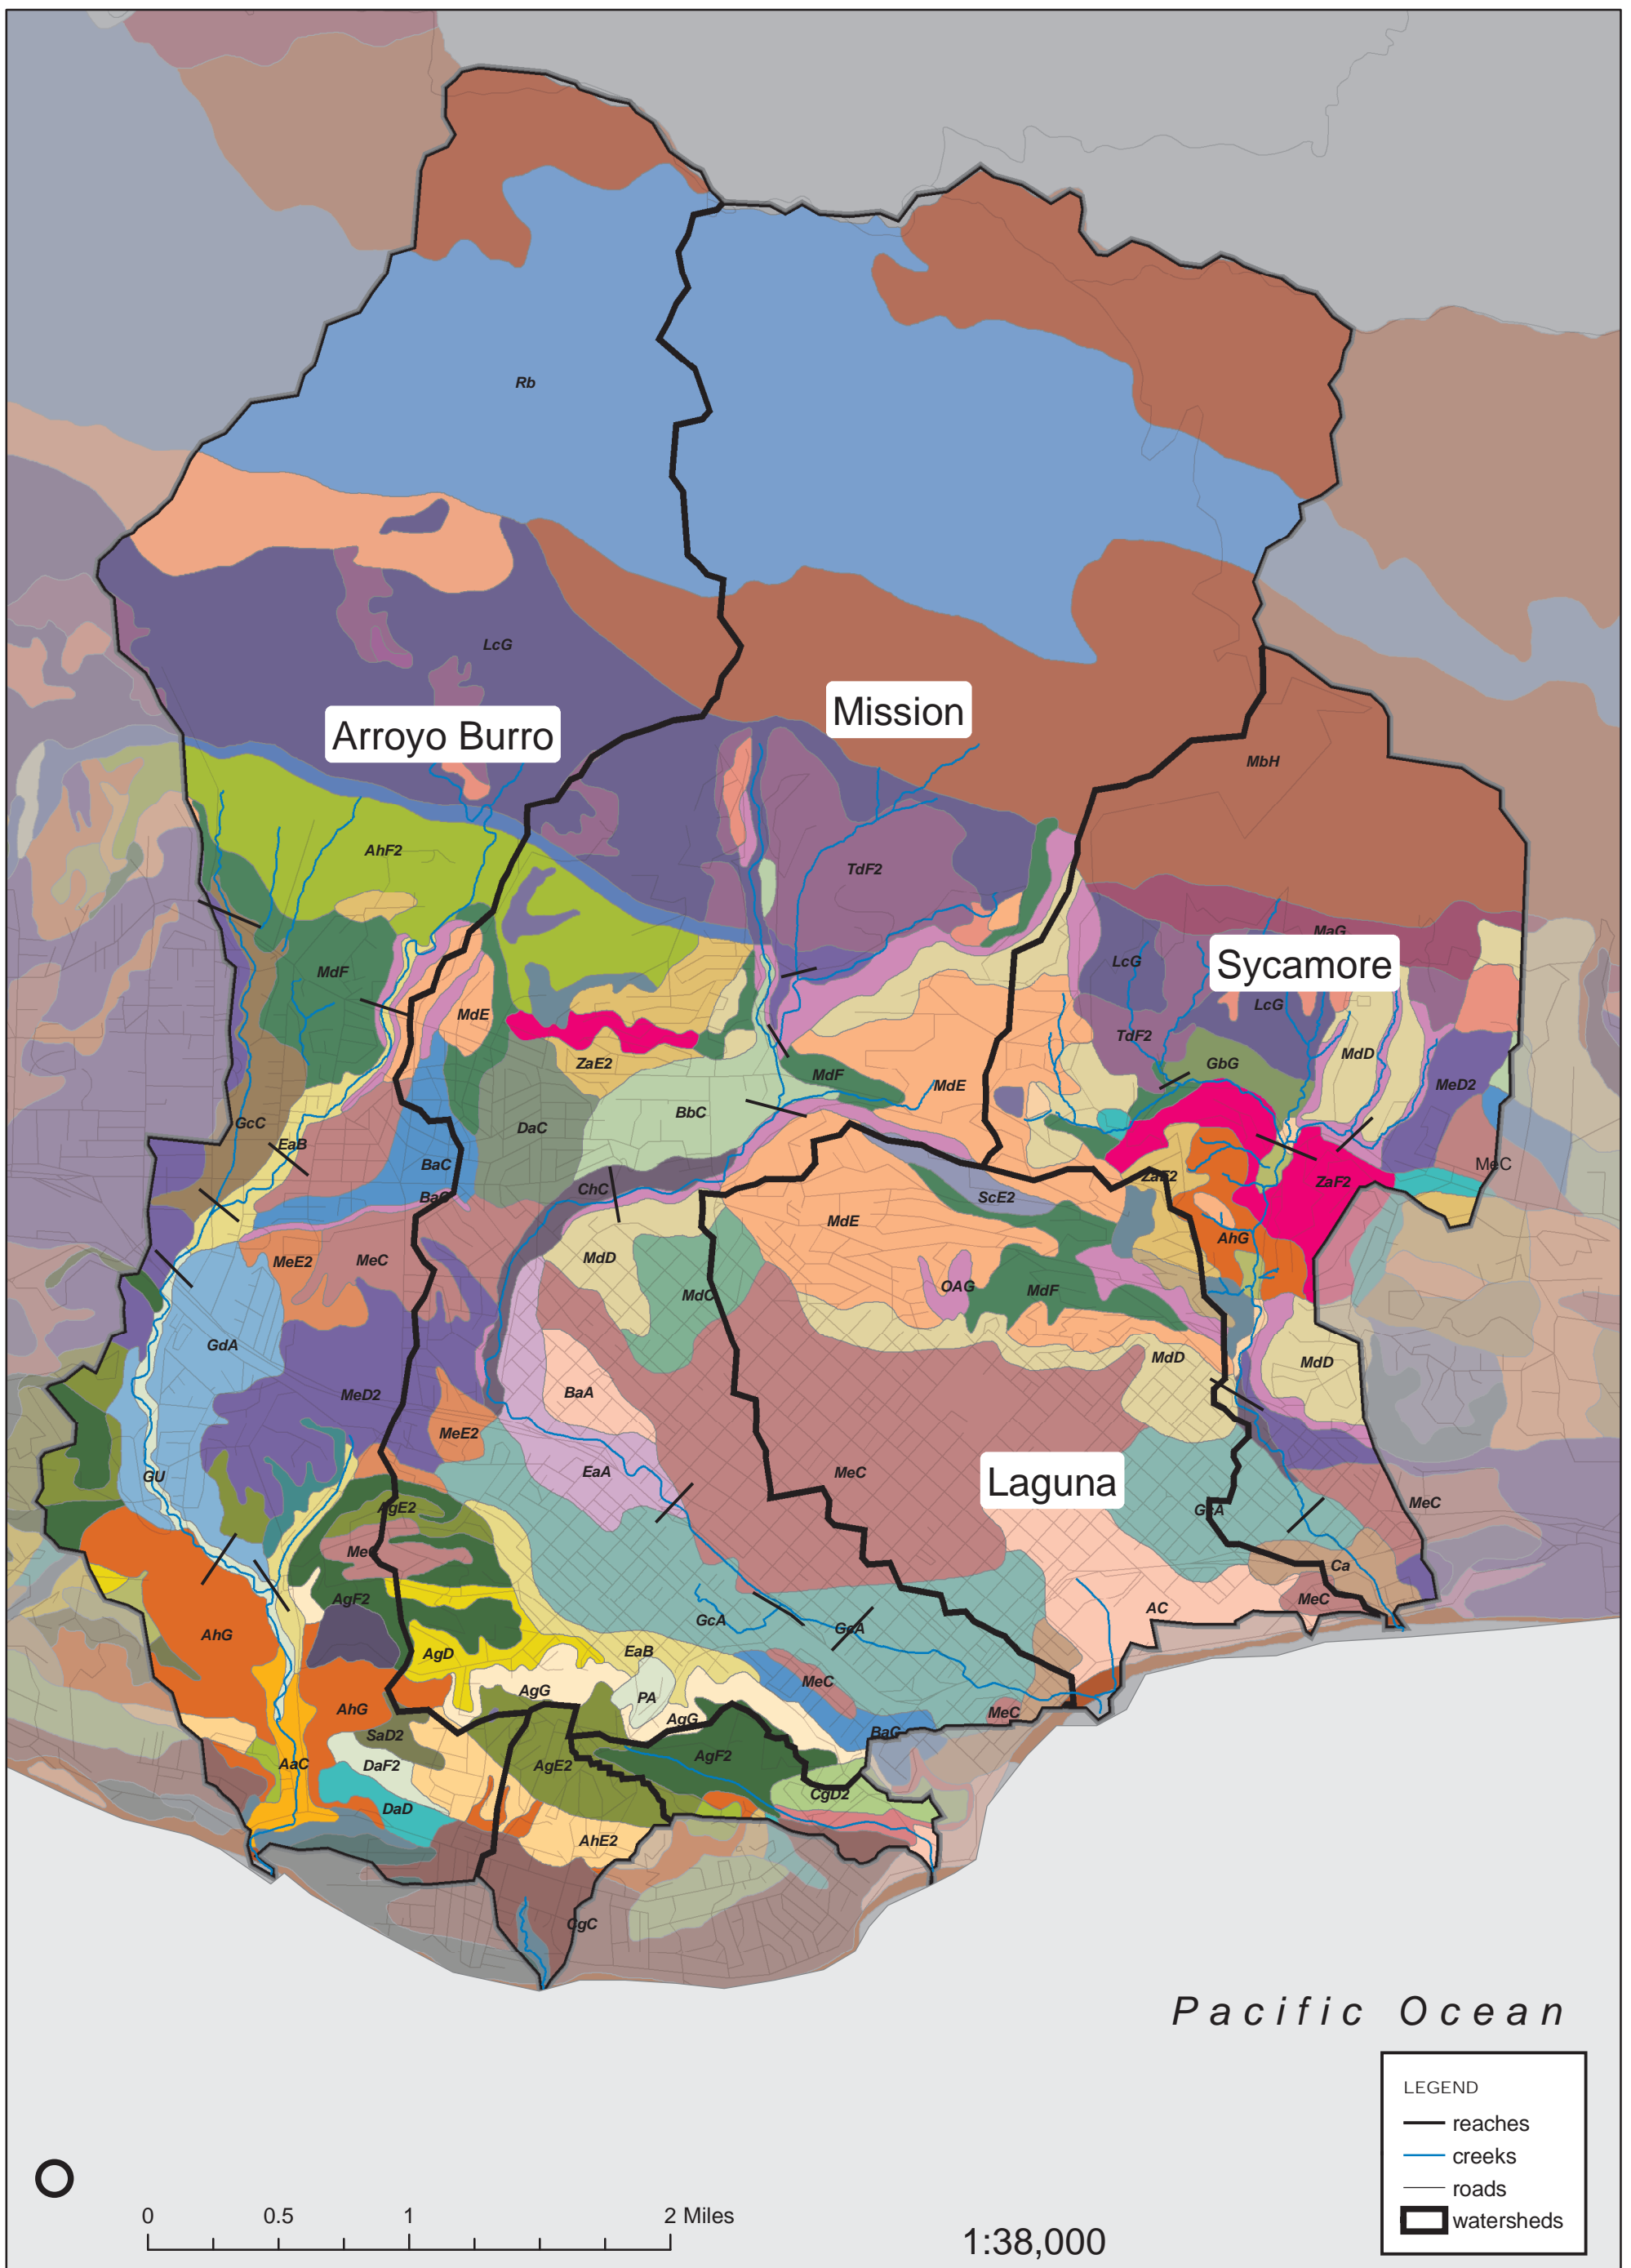 Rb
LcG
Mission
Arroyo Burro
MbH
AhF2
TdF2
MaG
LcG
Sycamore
MdF
LcG
MdE
TdF2
MdD
ZaE2
GbG
MdF
MdE
MeD2
BbC
GcC
DaC
EaB
BaC
MeC
ZaE2
ZaF2
ChC
ScE2
BaC
MdE
AhG
MdD
MeE2
MeC
OAG
MdF
MdC
GdA
MdD
MdD
BaA
MeD2
MeE2
EaA
MeC
Laguna
GU
MeC
AgE2
GcA
MeC
Ca
AgF2
MeC
AC
GcA
GcA
AhG
EaB
AgD
MeC
AgG
PA
AhG
AgG
MeC
SaD2
BaC
AgF2
DaF2
AaC
AgE2
CgD2
DaD
AhE2
CgC
Pacific Ocean
LEGEND
reaches
creeks
roads
watersheds
0 0.5 1 2 Miles
1:38,000